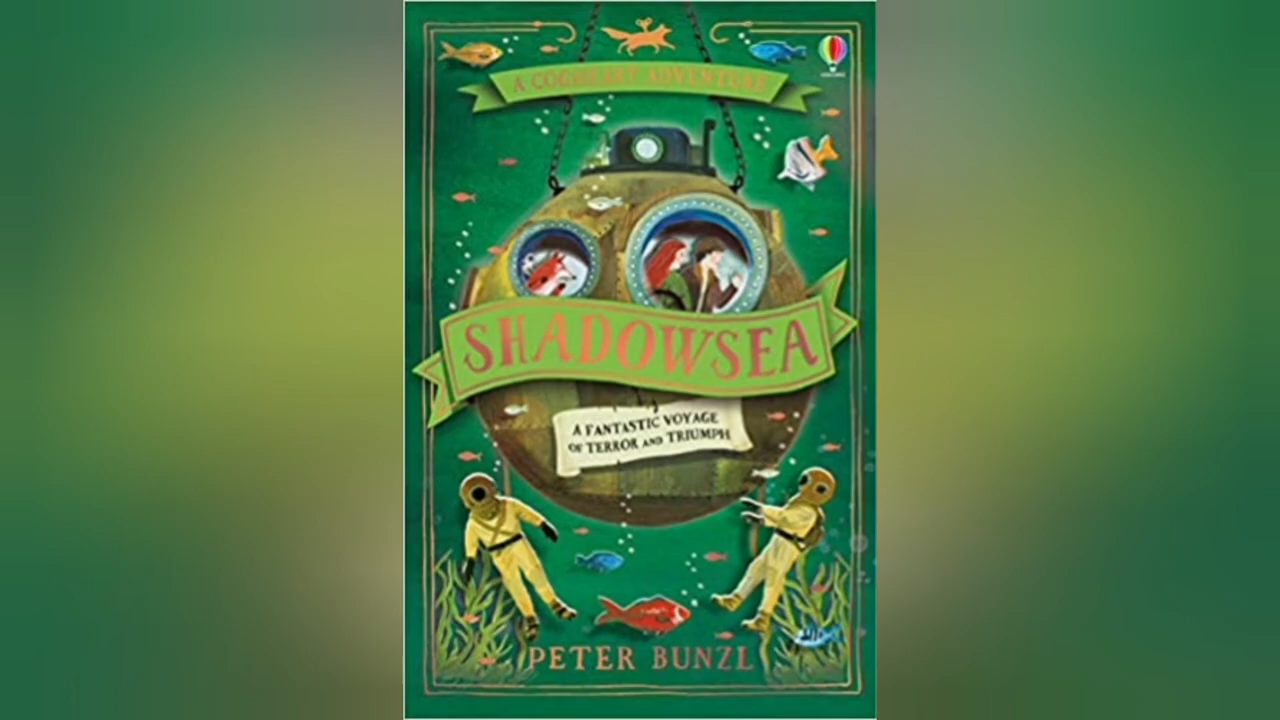 A COGHEART ADVENTURE
SHADOWSEA
A FANTASTIC VOYAGE
OF TERROR AND TRIUMPH
PETER BUNZL